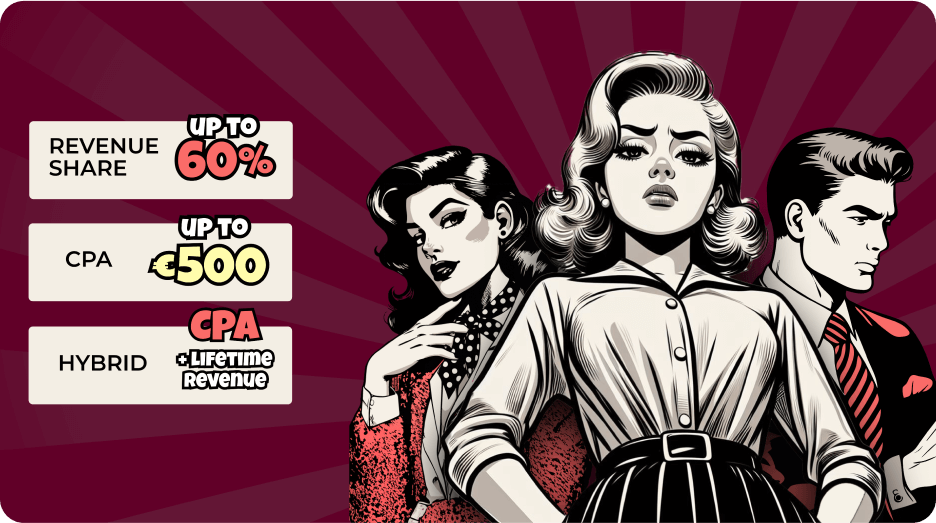 REVENUE
SHARE
UP TO
60%
CPA
UP TO
€500
HYBRID
CPA
+ LIFETIME
REVENUE